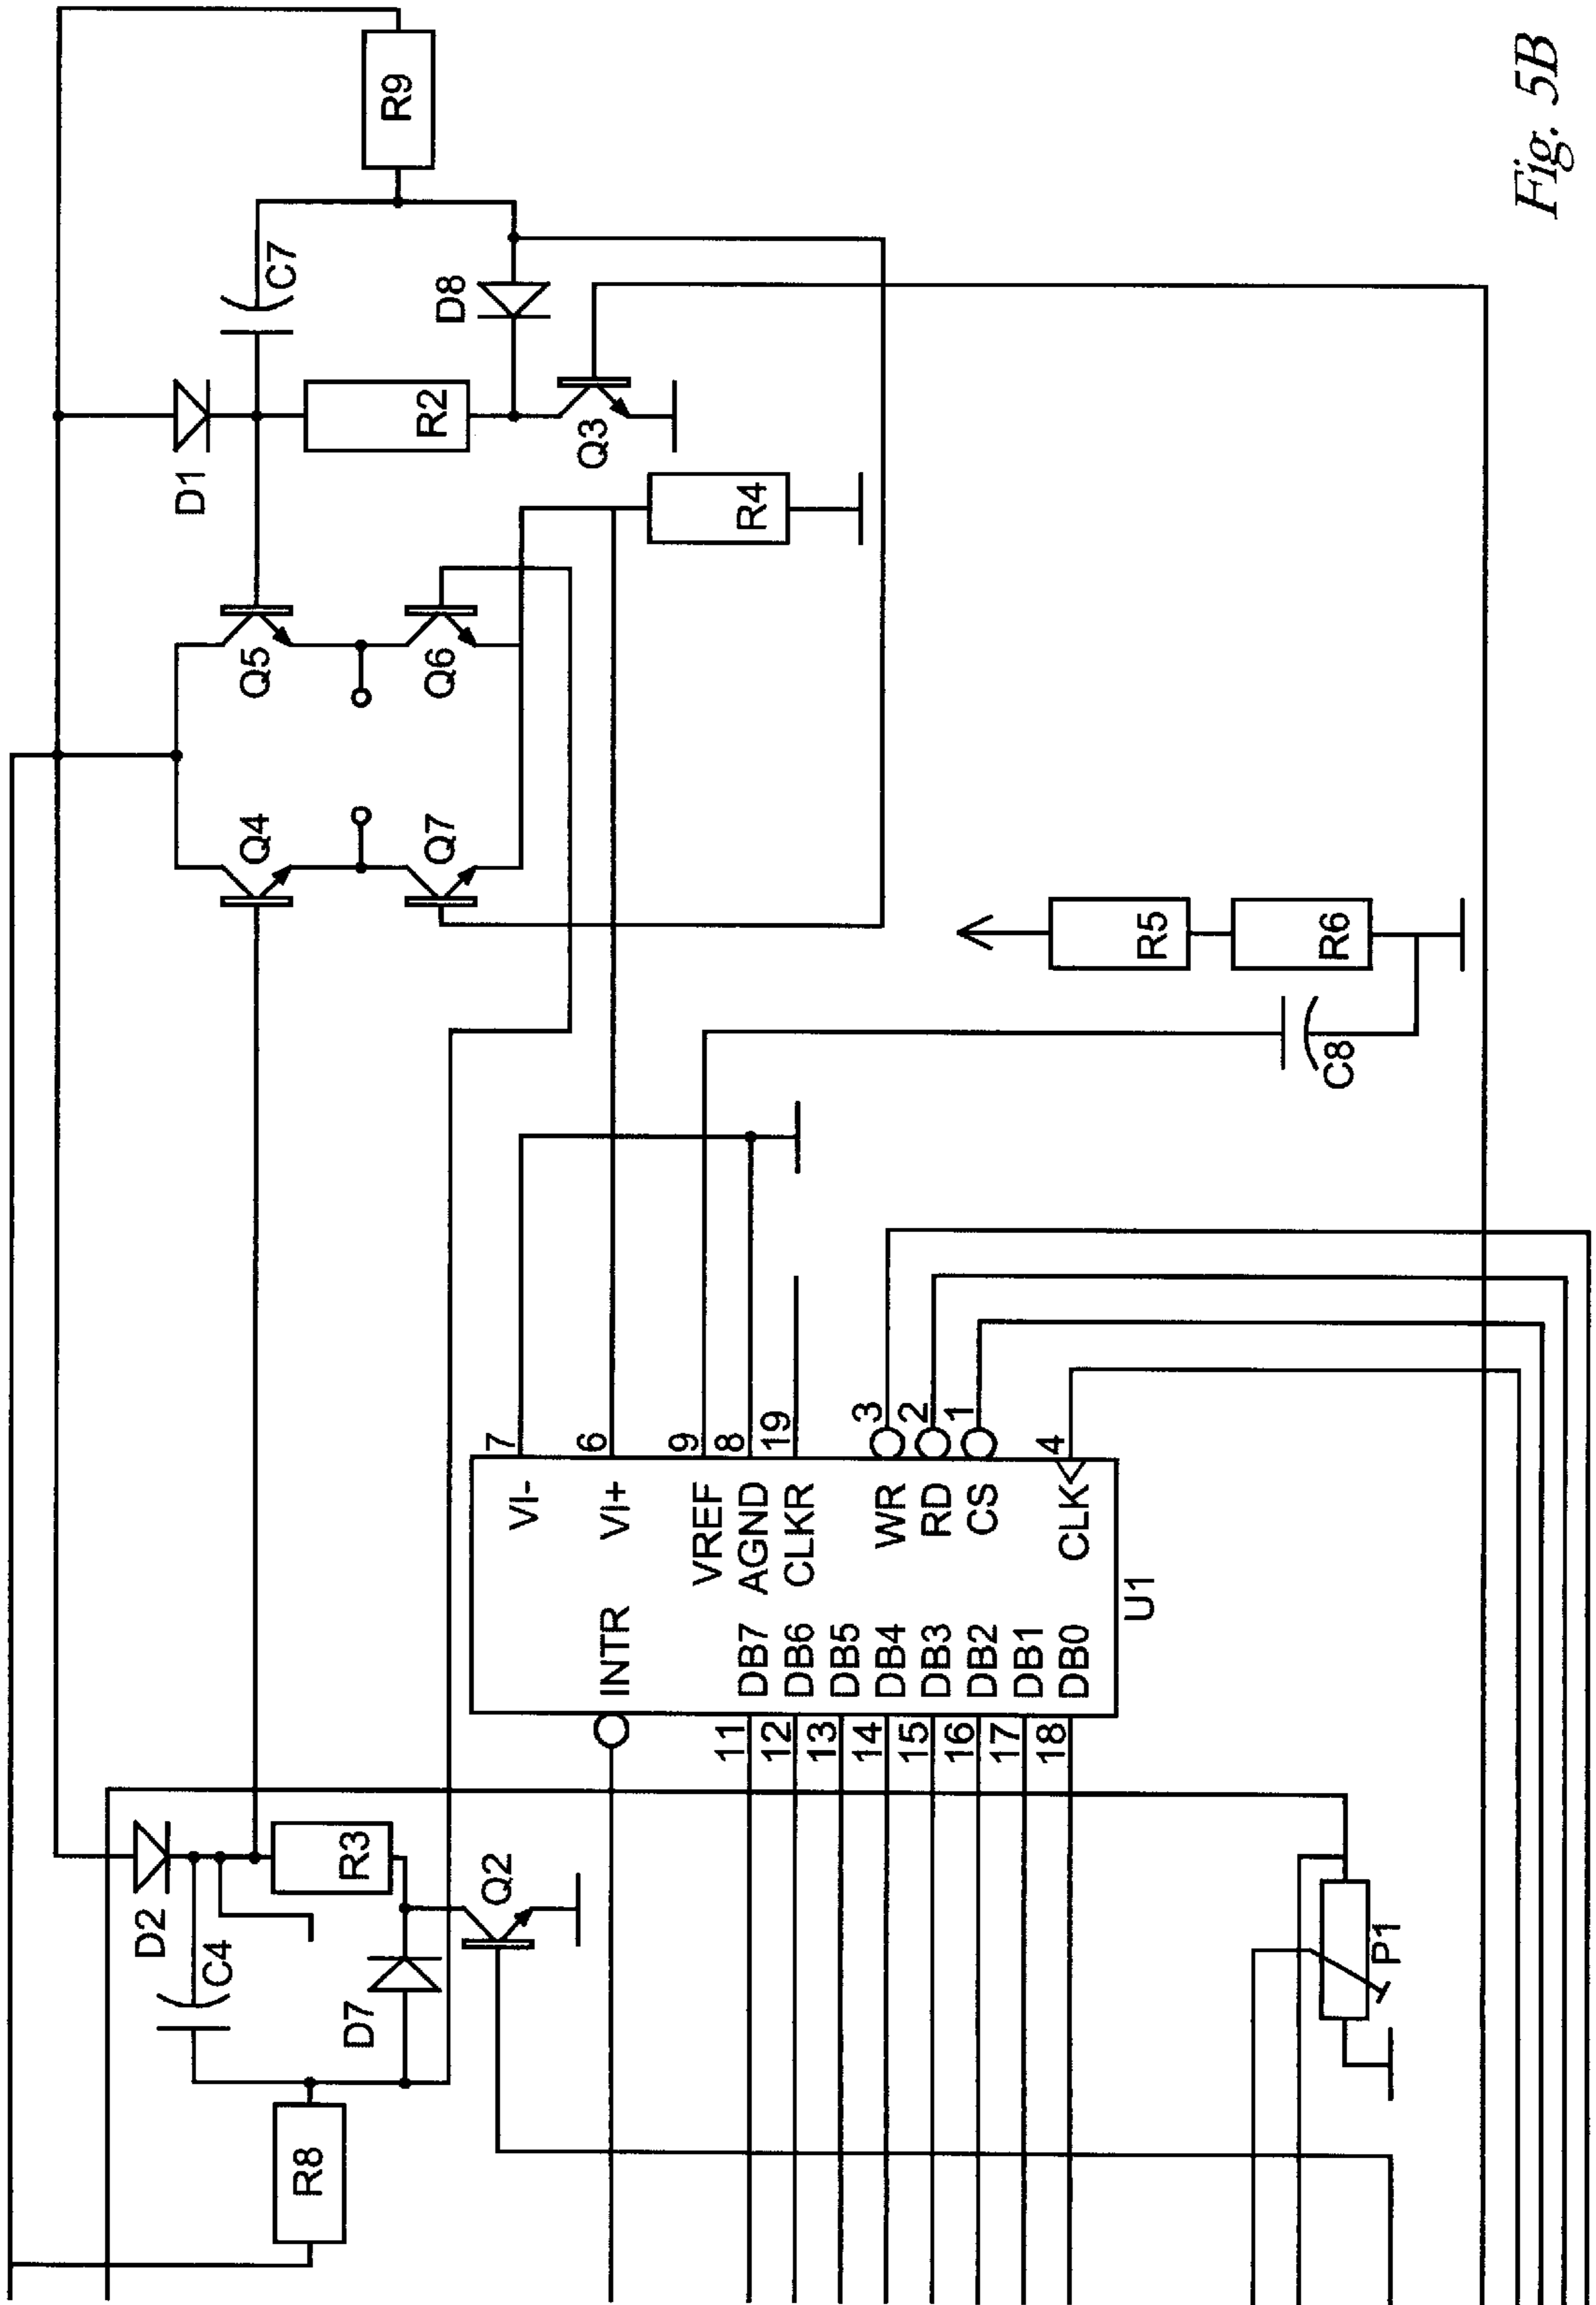 R8
C4
D2
R3
D7
Q2
Q4
Q5
Q7
Q6
D1
C7
R9
R2
D8
Q3
R4
INTR
VI-
7
VI+
6
VREF
9
11
DB7
AGND
8
12
DB6
CLKR
19
13
DB5
14
DB4
WR
3
15
DB3
RD
2
16
DB2
CS
1
17
DB1
18
DB0
CLK
4
U1
R5
R6
C8
P1
Fig. 5B